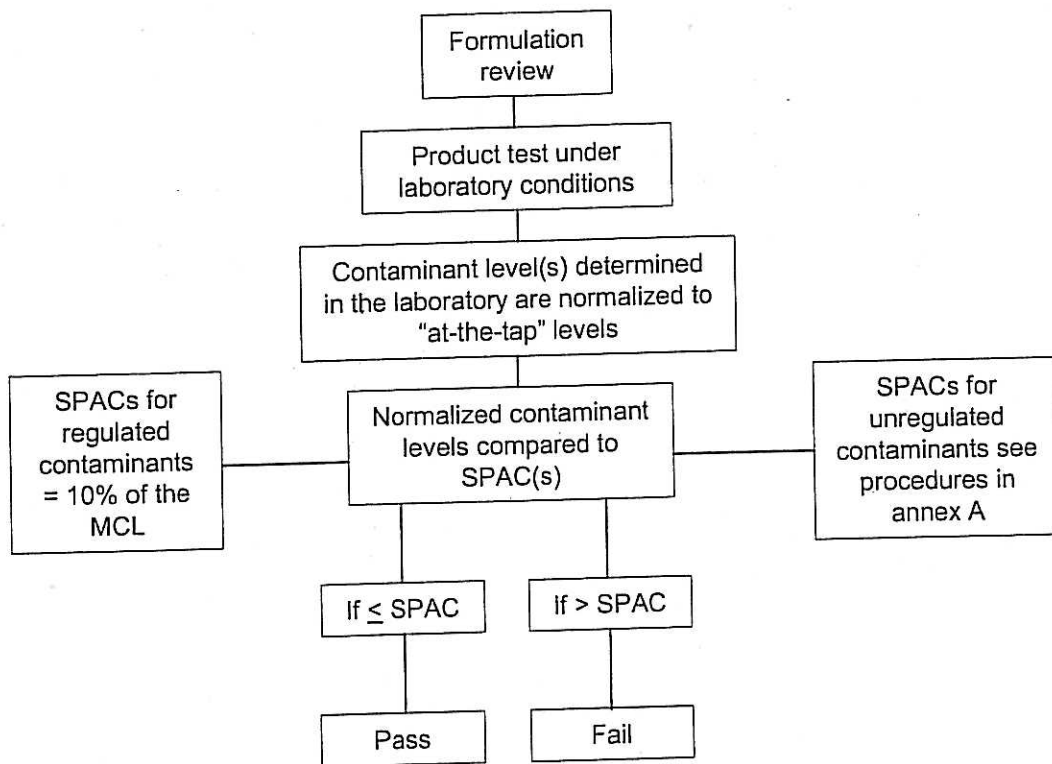 Formulation
review
Product test under
laboratory conditions
Contaminant level(s) determined
in the laboratory are normalized to
“at-the-tap” levels
SPACs for
regulated
contaminants
= 10% of the
MCL
Normalized contaminant
levels compared to
SPAC(s)
SPACs for
unregulated
contaminants see
procedures in
annex A
If ≤ SPAC
If > SPAC
Pass
Fail